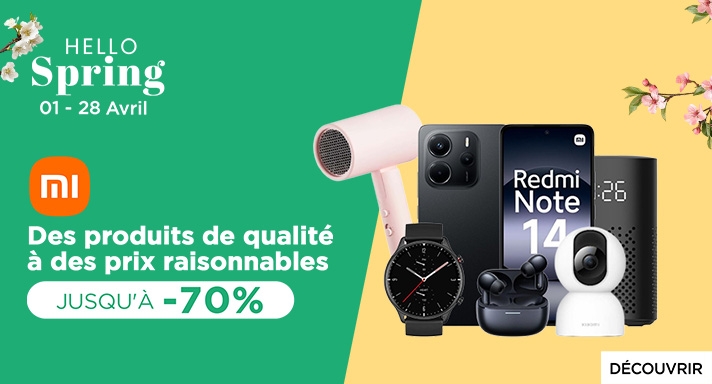 HELLO
Spring
01 - 28 Avril
mi
Des produits de qualité
à des prix raisonnables
JUSQU'À -70%
Redmi
Note
14
:26
XIAOMI
DÉCOUVRIR